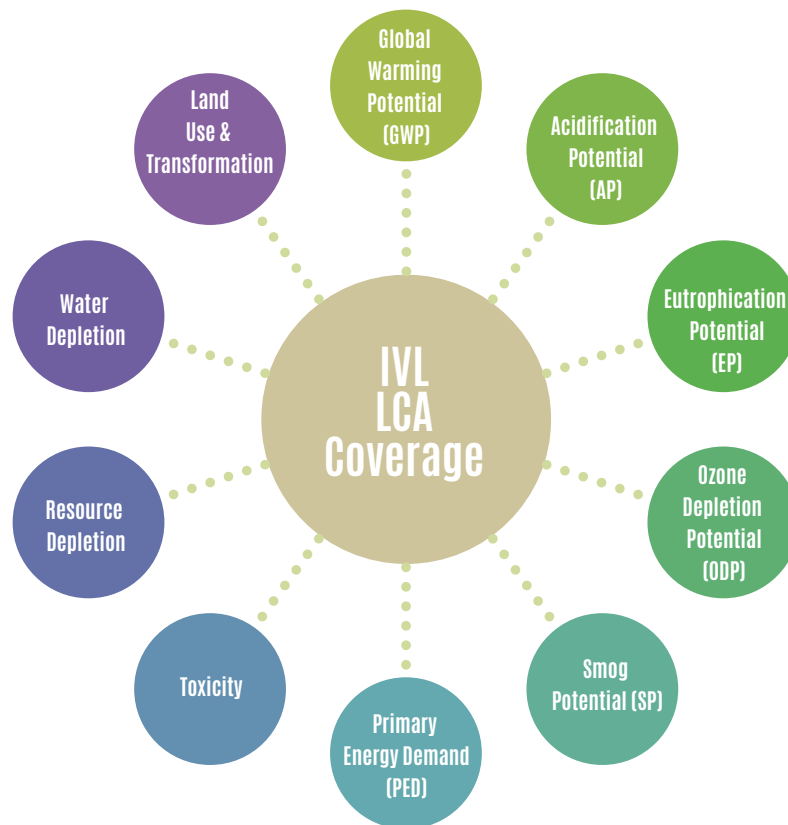 Global
Warming
Potential
(GWP)
Acidification
Potential
(AP)
Eutrophication
Potential
(EP)
Ozone
Depletion
Potential
(ODP)
Smog
Potential (SP)
Primary
Energy Demand
(PED)
Toxicity
Resource
Depletion
Water
Depletion
Land
Use &
Transformation
IVL
LCA
Coverage